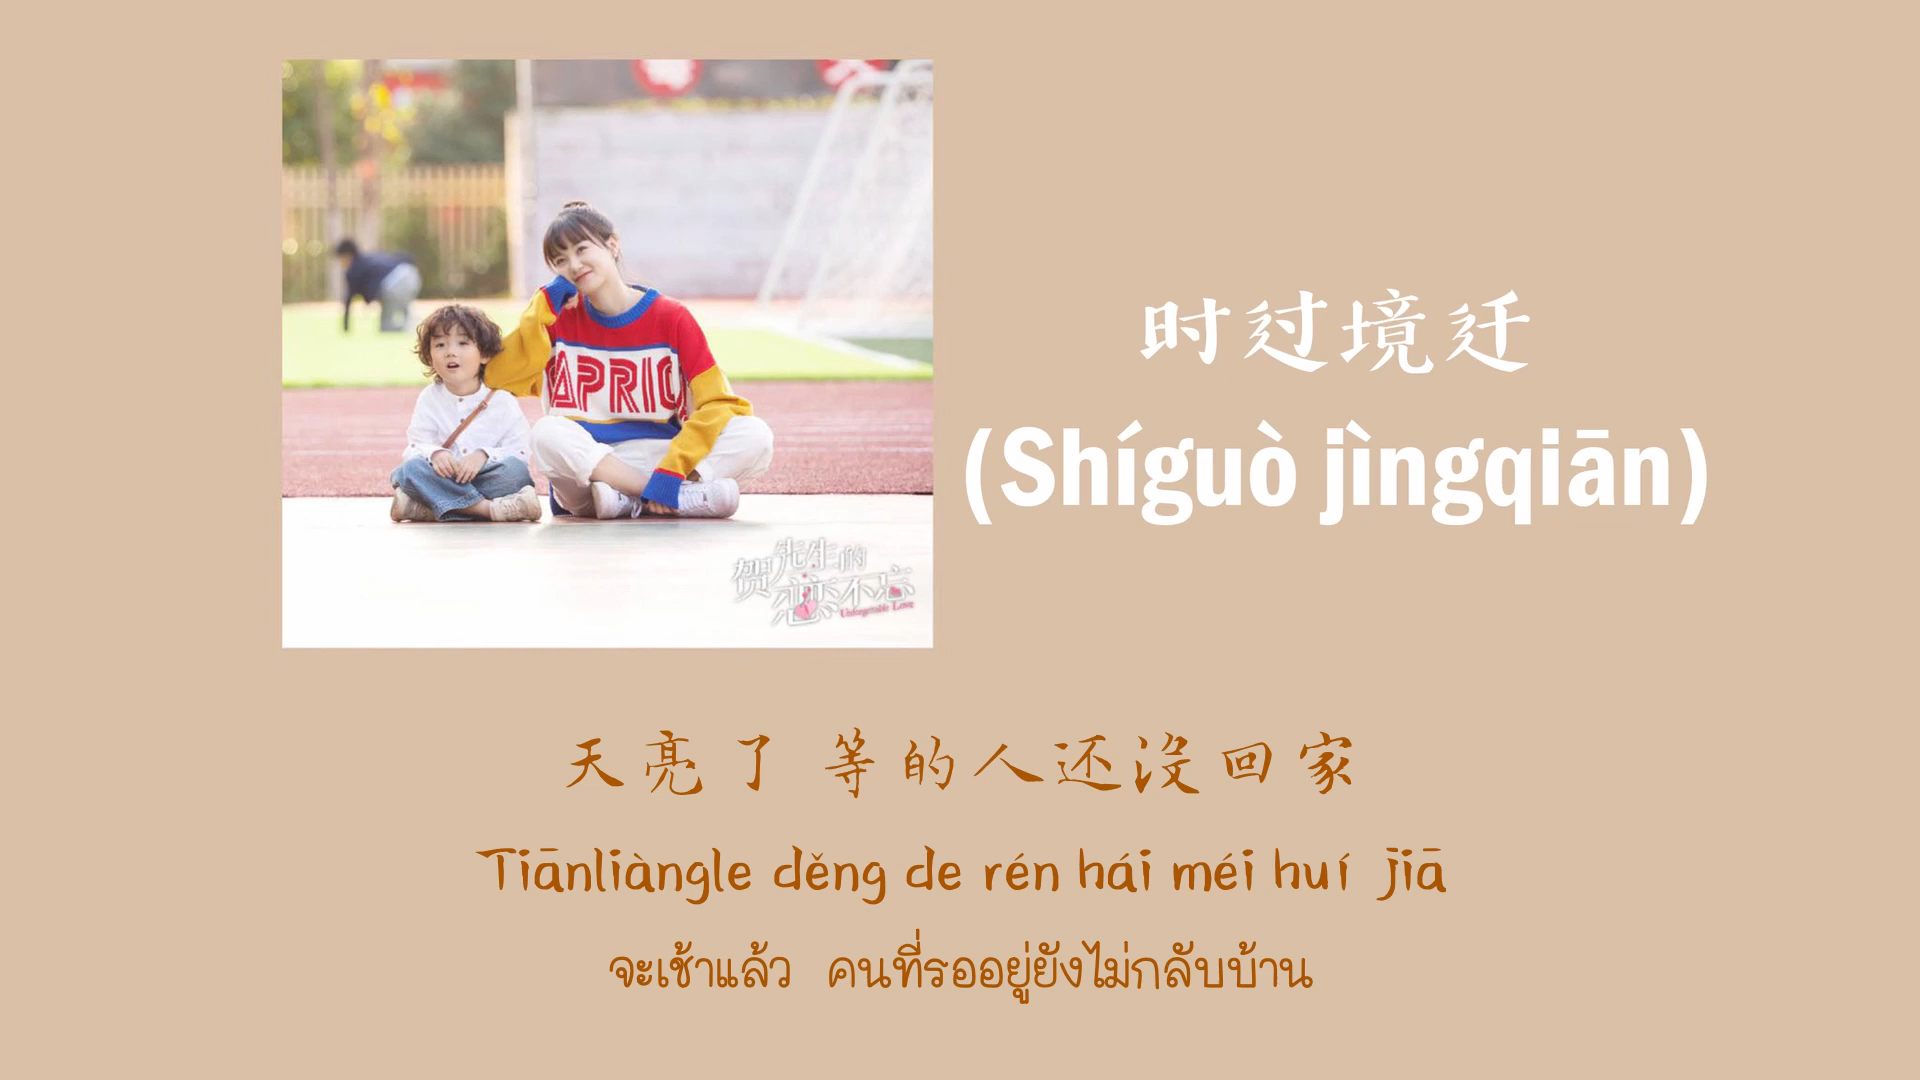 CAPRIC
贺先生的
恋恋不忘
Unforgettable Love
时过境迁
(Shíguò jìngqiān)
天亮了 等的人还没回家
Tiānliàngle děng de rén hái méi huí jiā
จะเช้าแล้ว คนที่รออยู่ยังไม่กลับบ้าน